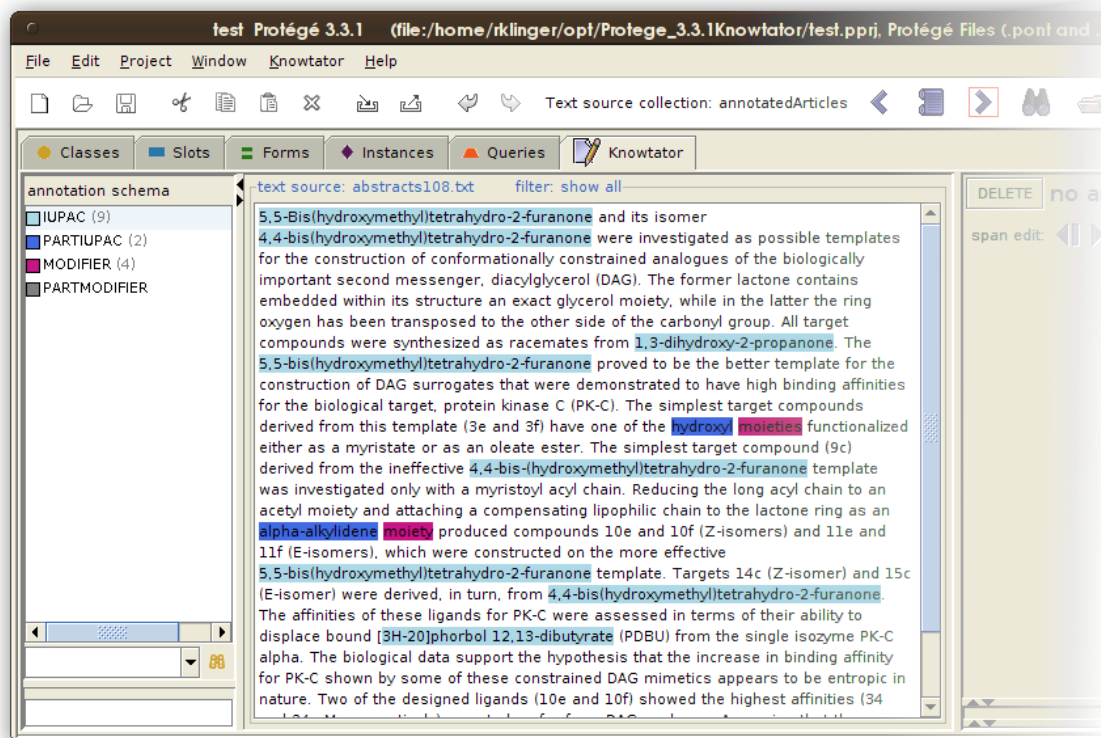 test Protégé 3.3.1 (file:/home/rklinger/opt/Protege_3.3.1Knowtator/test.pprj, Protégé Files (.pont and .
File Edit Project Window Knowtator Help
Text source collection: annotatedArticles
Classes Slots Forms Instances Queries Knowtator
annotation schema
IUPAC (9)
PARTIUPAC (2)
MODIFIER (4)
PARTMODIFIER
text source: abstracts108.txt filter: show all
5,5-Bis(hydroxymethyl)tetrahydro-2-furanone and its isomer
4,4-bis(hydroxymethyl)tetrahydro-2-furanone were investigated as possible templates
for the construction of conformationally constrained analogues of the biologically
important second messenger, diacylglycerol (DAG). The former lactone contains
embedded within its structure an exact glycerol moiety, while in the latter the ring
oxygen has been transposed to the other side of the carbonyl group. All target
compounds were synthesized as racemates from 1,3-dihydroxy-2-propanone. The
5,5-bis(hydroxymethyl)tetrahydro-2-furanone proved to be the better template for the
construction of DAG surrogates that were demonstrated to have high binding affinities
for the biological target, protein kinase C (PK-C). The simplest target compounds
derived from this template (3e and 3f) have one of the hydroxyl moieties functionalized
either as a myristate or as an oleate ester. The simplest target compound (9c)
derived from the ineffective 4,4-bis-(hydroxymethyl)tetrahydro-2-furanone template
was investigated only with a myristoyl acyl chain. Reducing the long acyl chain to an
acetyl moiety and attaching a compensating lipophilic chain to the lactone ring as an
alpha-alkylidene moiety produced compounds 10e and 10f (Z-isomers) and 11e and
11f (E-isomers), which were constructed on the more effective
5,5-bis(hydroxymethyl)tetrahydro-2-furanone template. Targets 14c (Z-isomer) and 15c
(E-isomer) were derived, in turn, from 4,4-bis(hydroxymethyl)tetrahydro-2-furanone.
The affinities of these ligands for PK-C were assessed in terms of their ability to
displace bound [3H-20]phorbol 12,13-dibutyrate (PDBU) from the single isozyme PK-C
alpha. The biological data support the hypothesis that the increase in binding affinity
for PK-C shown by some of these constrained DAG mimetics appears to be entropic in
nature. Two of the designed ligands (10e and 10f) showed the highest affinities (34
DELETE no a
span edit: